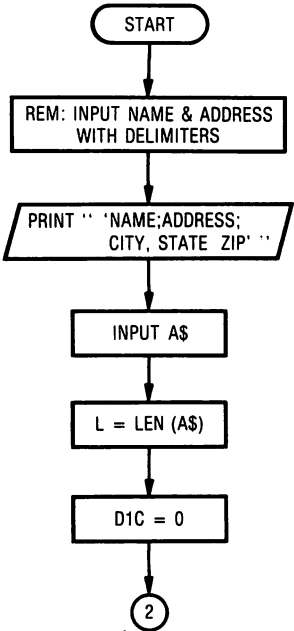 START
REM: INPUT NAME & ADDRESS
WITH DELIMITERS
PRINT `` 'NAME;ADDRESS;
CITY, STATE ZIP' ''
INPUT A$
L = LEN (A$)
D1C = 0
2